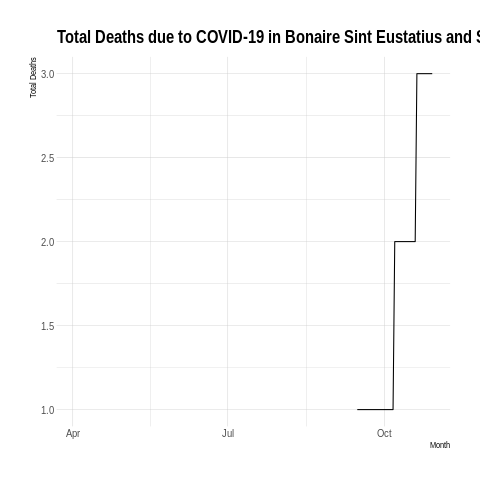 Total Deaths due to COVID-19 in Bonaire Sint Eustatius and
Total Deaths
3.0
2.5
2.0
1.5
1.0
Apr
Jul
Oct
Month